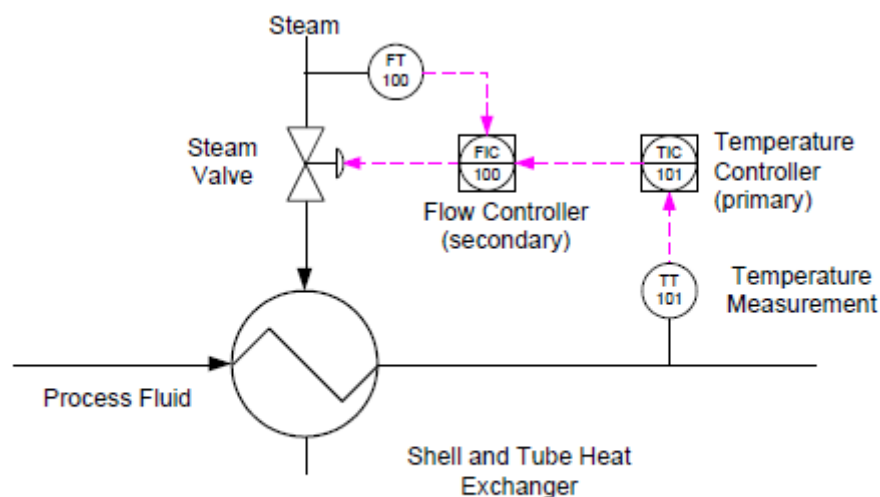 Steam
FT
100
Steam
Valve
FIC
100
TIC
101
Temperature
Controller
(primary)
Flow Controller
(secondary)
TT
101
Temperature
Measurement
Process Fluid
Shell and Tube Heat
Exchanger